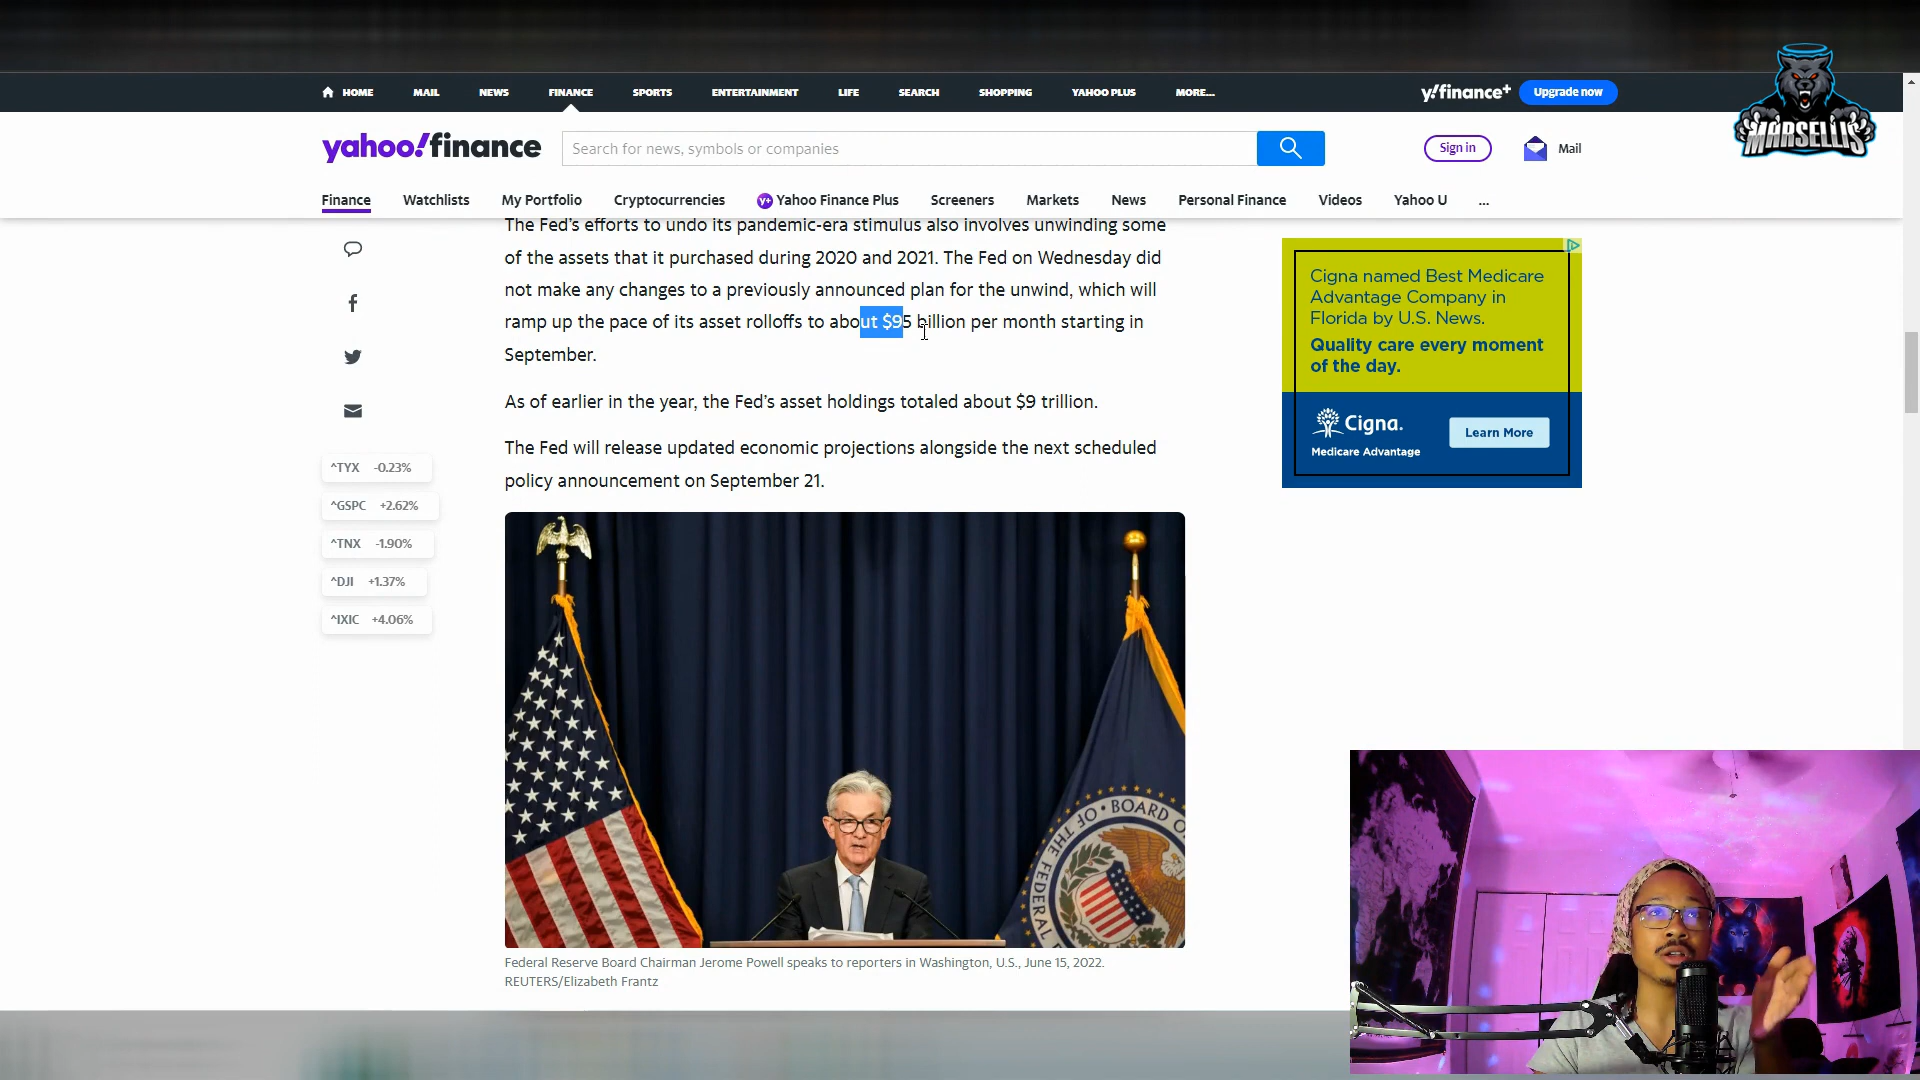 HOME MAIL NEWS FINANCE SPORTS ENTERTAINMENT LIFE SEARCH SHOPPING YAHOO PLUS MORE... y!finance+ Upgrade now
MARSELLIS
yahoo!finance Search for news, symbols or companies Sign in Mail
Finance Watchlists My Portfolio Cryptocurrencies Y+ Yahoo Finance Plus Screeners Markets News Personal Finance Videos Yahoo U ...
The Fed's efforts to undo its pandemic-era stimulus also involves unwinding some
of the assets that it purchased during 2020 and 2021. The Fed on Wednesday did
not make any changes to a previously announced plan for the unwind, which will
ramp up the pace of its asset rolloffs to about $95 billion per month starting in
September.
As of earlier in the year, the Fed's asset holdings totaled about $9 trillion.
The Fed will release updated economic projections alongside the next scheduled
policy announcement on September 21.
^TYX -0.23%
^GSPC +2.62%
^TNX -1.90%
^DJI +1.37%
^IXIC +4.06%
Cigna named Best Medicare
Advantage Company in
Florida by U.S. News.
Quality care every moment
of the day.
Cigna.
Medicare Advantage
Learn More
BOARD O
OF THE FEDERAL
Federal Reserve Board Chairman Jerome Powell speaks to reporters in Washington, U.S., June 15, 2022.
REUTERS/Elizabeth Frantz